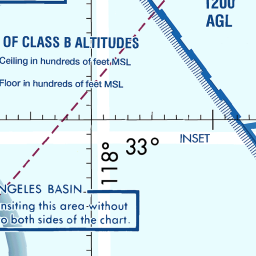 1200
AGL
OF CLASS B ALTITUDES
Ceiling in hundreds of feet MSL
Floor in hundreds of feet MSL
33°
118°
INSET
NGELES BASIN
nsiting this area without
o both sides of the chart.